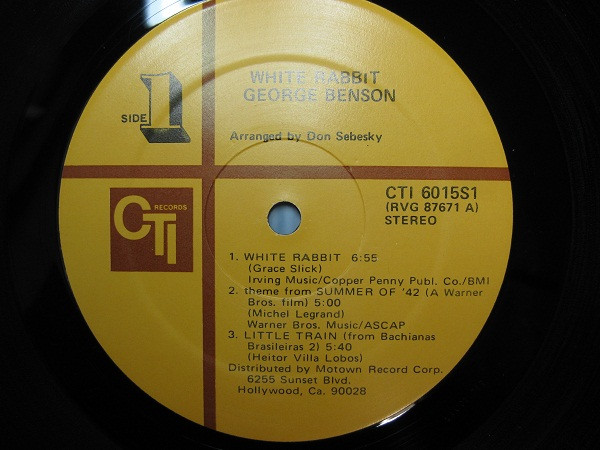 WHITE RABBIT
GEORGE BENSON
SIDE 1
Arranged by Don Sebesky
CTI 6015S1
(RVG 87671 A)
STEREO
CTI
RECORDS
1. WHITE RABBIT 6:55
(Grace Slick)
Irving Music/Copper Penny Publ. Co./BMI
2. theme from SUMMER OF '42 (A Warner
Bros. film) 5:00
(Michel Legrand)
Warner Bros. Music/ASCAP
3. LITTLE TRAIN (from Bachianas
Brasileiras 2) 5:40
(Heitor Villa Lobos)
Distributed by Motown Record Corp.
6255 Sunset Blvd.
Hollywood, Ca. 90028